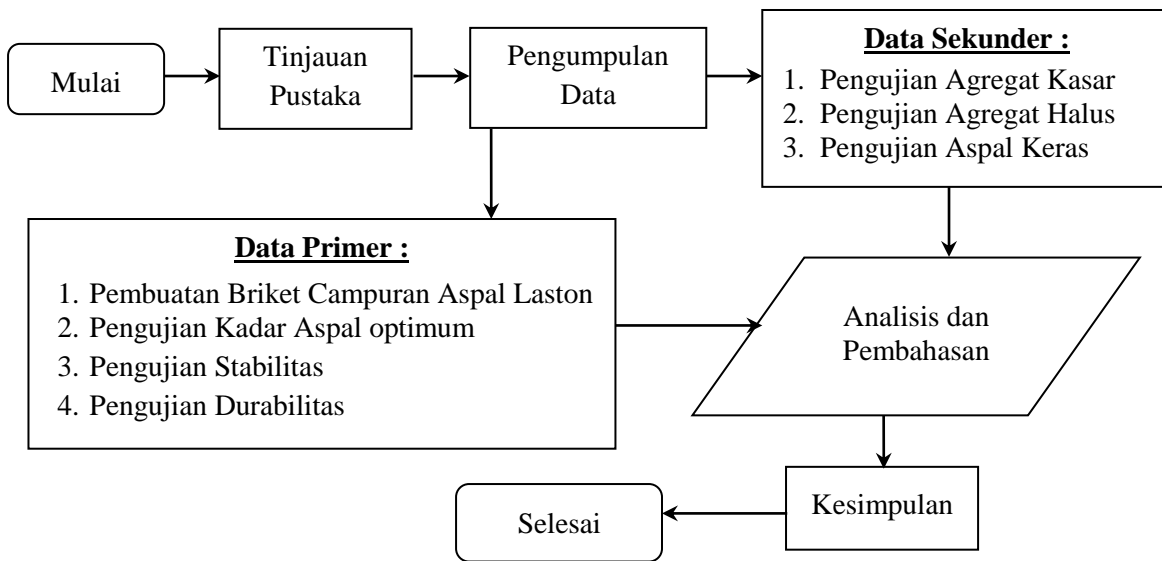 Mulai
Tinjauan
Pustaka
Pengumpulan
Data
Data Sekunder :
1. Pengujian Agregat Kasar
2. Pengujian Agregat Halus
3. Pengujian Aspal Keras
Data Primer :
1. Pembuatan Briket Campuran Aspal Laston
2. Pengujian Kadar Aspal optimum
3. Pengujian Stabilitas
4. Pengujian Durabilitas
Analisis dan
Pembahasan
Kesimpulan
Selesai